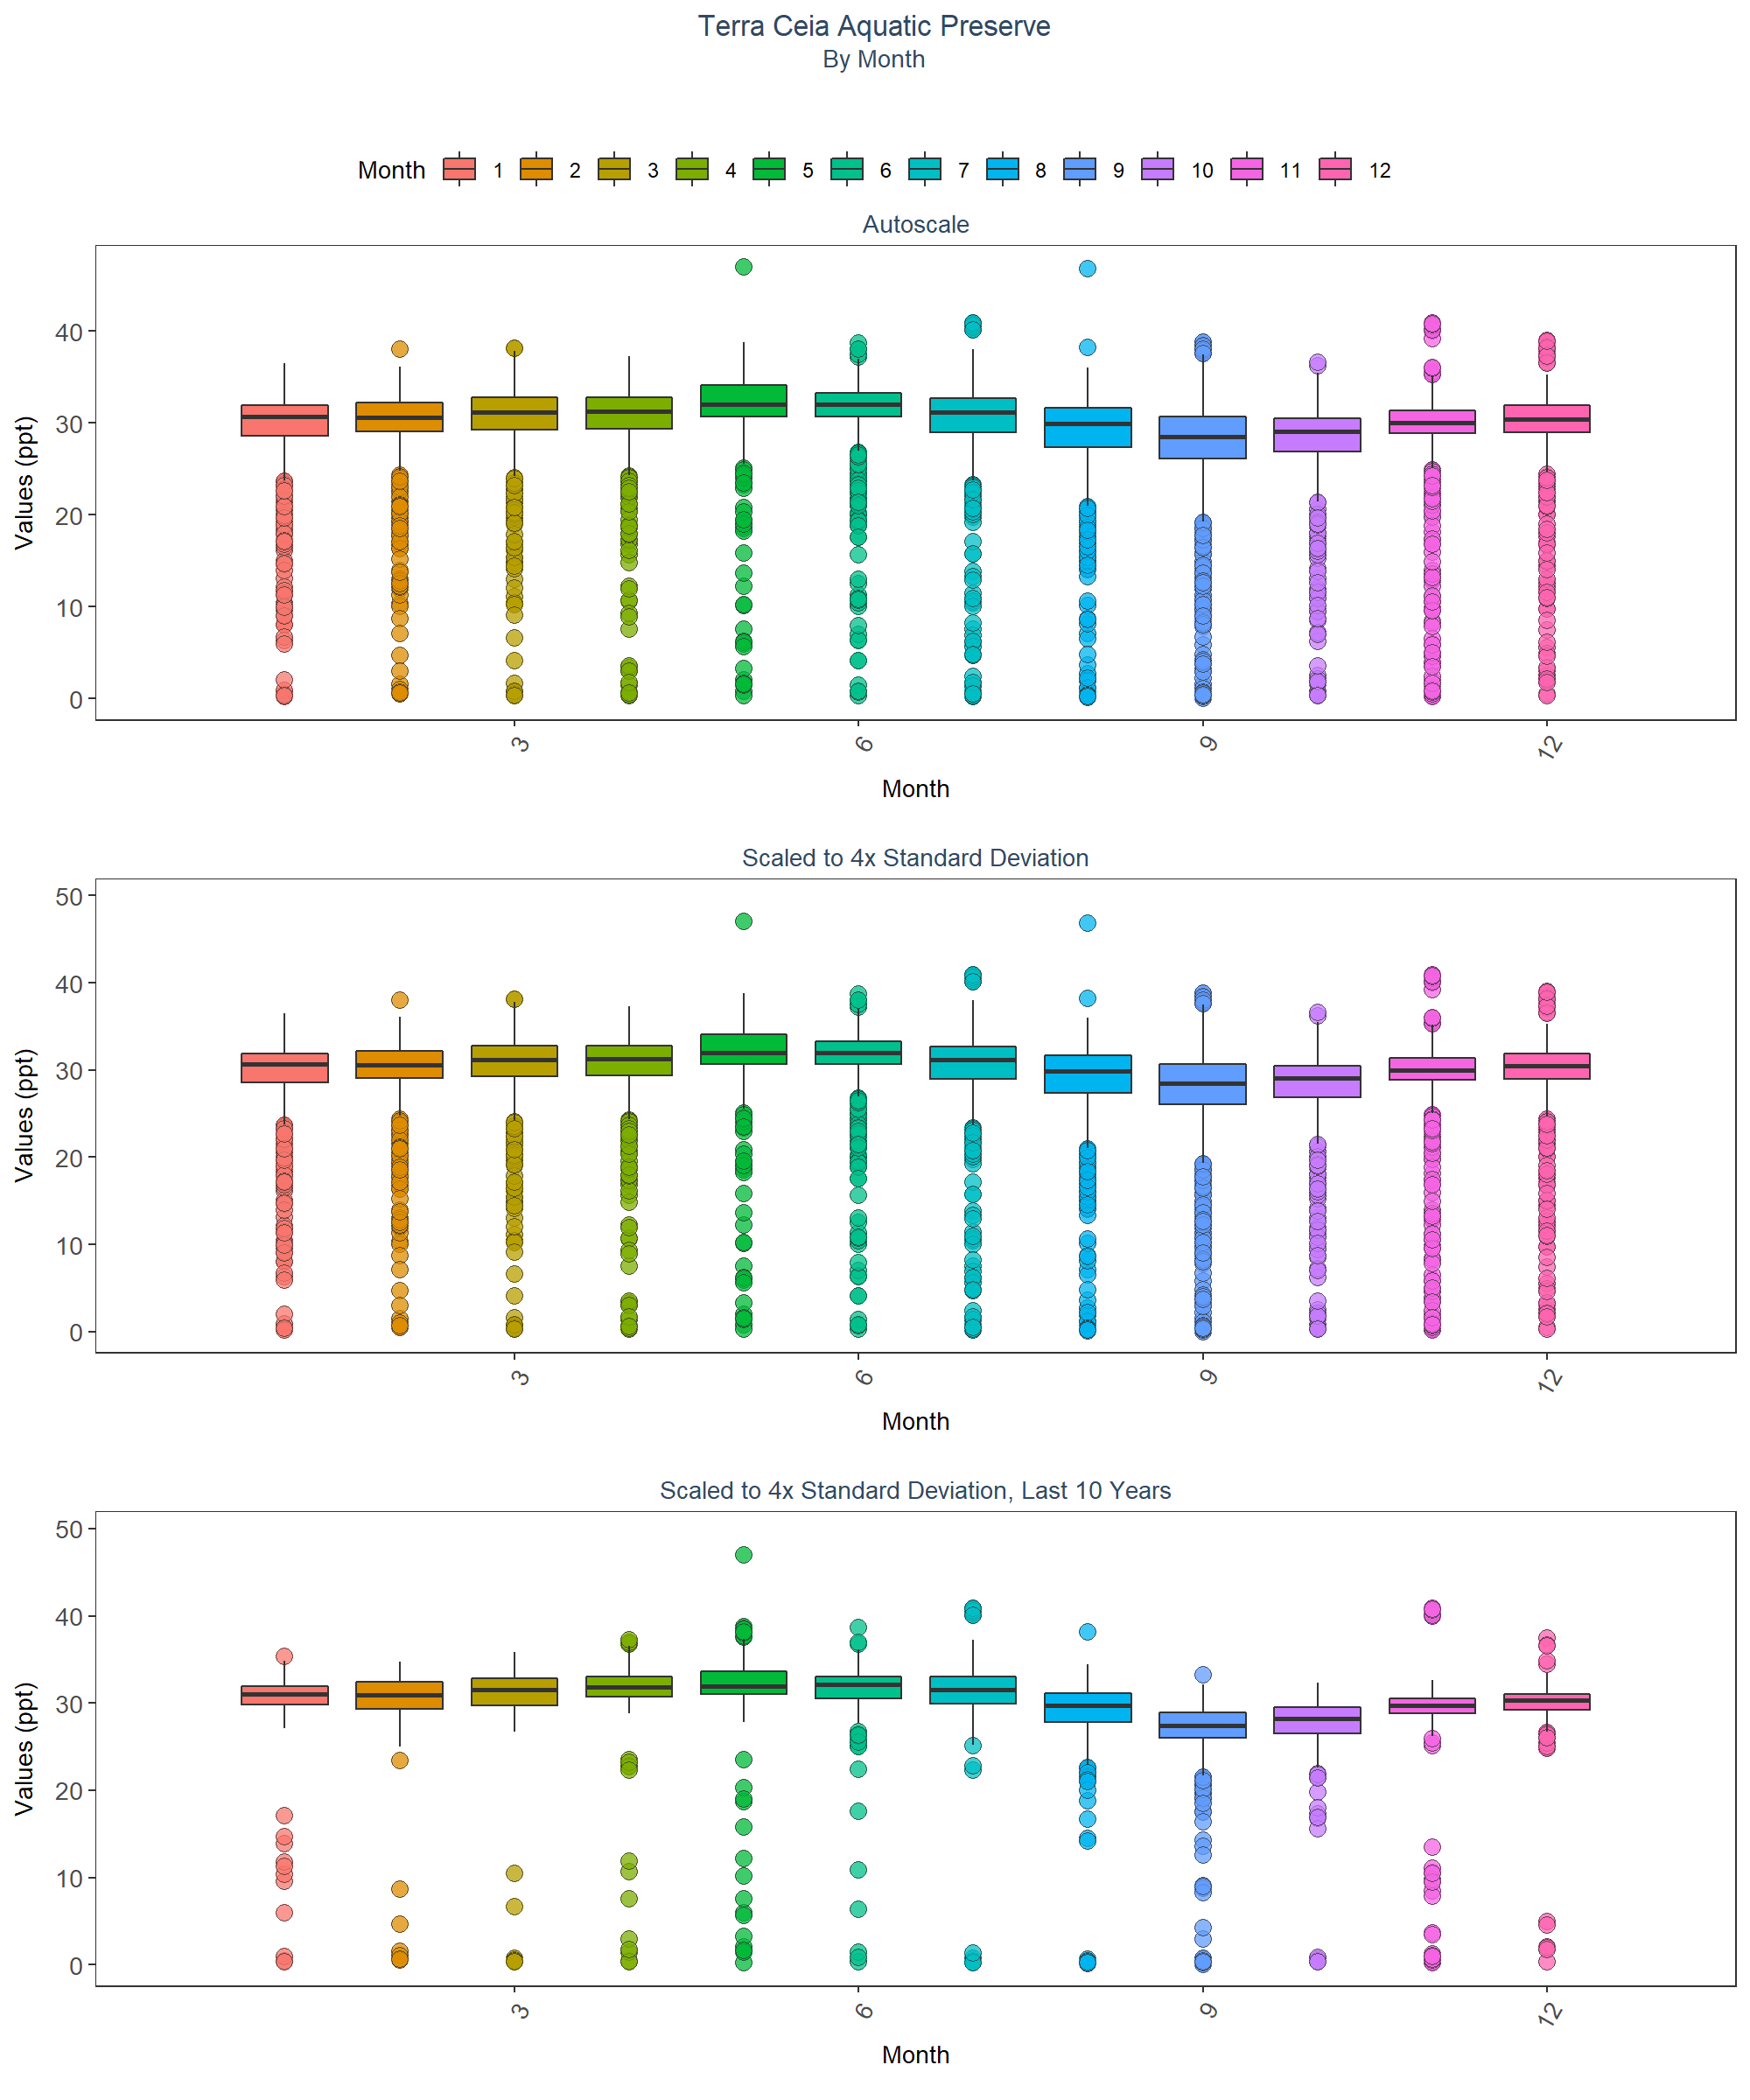 Terra Ceia Aquatic Preserve
By Month
Month 1 2 3 4 5 6 7 8 9 10 11 12
Autoscale
Values (ppt)
40
30
20
10
0
3 6 9 12
Month
Scaled to 4x Standard Deviation
Values (ppt)
50
40
30
20
10
0
3 6 9 12
Month
Scaled to 4x Standard Deviation, Last 10 Years
Values (ppt)
50
40
30
20
10
0
3 6 9 12
Month